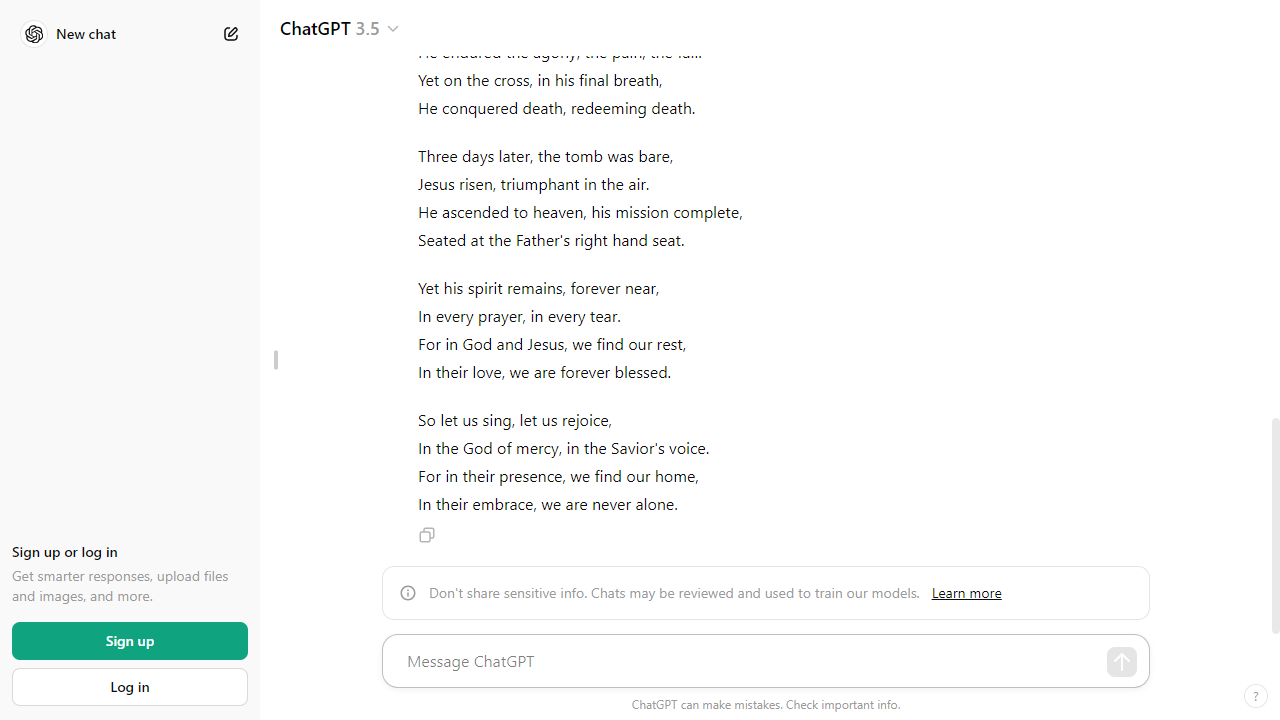 New chat
ChatGPT 3.5
He endured the agony, the pain, the
Yet on the cross, in his final breath,
He conquered death, redeeming death.
Three days later, the tomb was bare,
Jesus risen, triumphant in the air.
He ascended to heaven, his mission complete,
Seated at the Father's right hand seat.
Yet his spirit remains, forever near,
In every prayer, in every tear.
For in God and Jesus, we find our rest,
In their love, we are forever blessed.
So let us sing, let us rejoice,
In the God of mercy, in the Savior's voice.
For in their presence, we find our home,
In their embrace, we are never alone.
Sign up or log in
Get smarter responses, upload files
and images, and more.
Sign up
Log in
Don't share sensitive info. Chats may be reviewed and used to train our models. Learn more
Message ChatGPT
ChatGPT can make mistakes. Check important info.
?